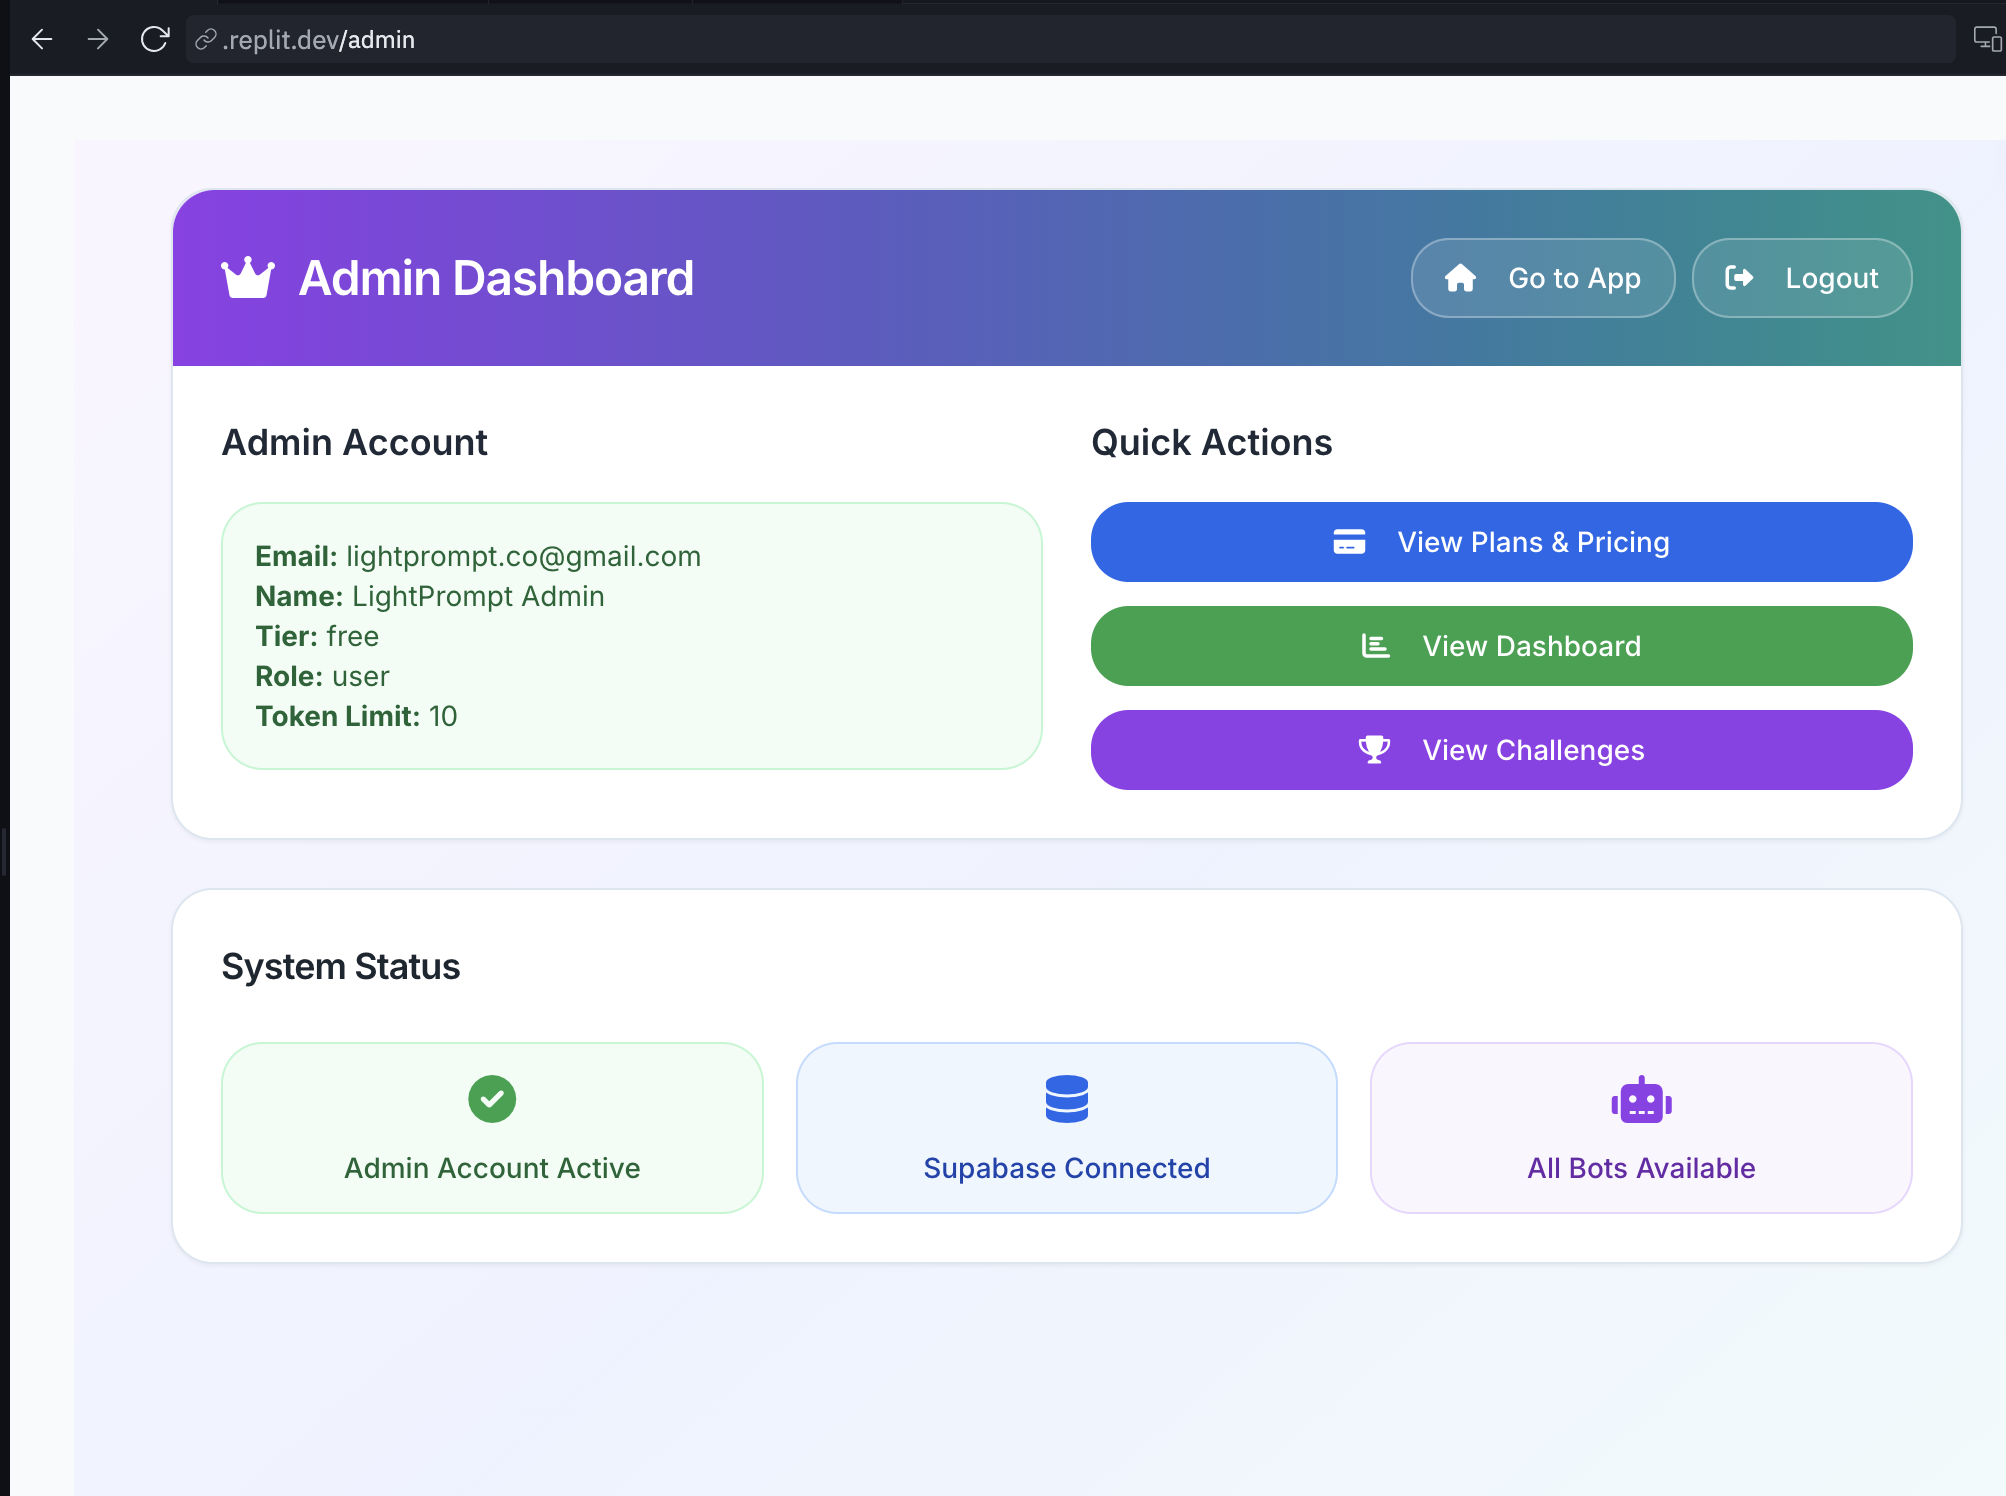 .replit.dev/admin
Admin Dashboard
Go to App
Logout
Admin Account
Email: lightprompt.co@gmail.com
Name: LightPrompt Admin
Tier: free
Role: user
Token Limit: 10
Quick Actions
View Plans & Pricing
View Dashboard
View Challenges
System Status
Admin Account Active
Supabase Connected
All Bots Available